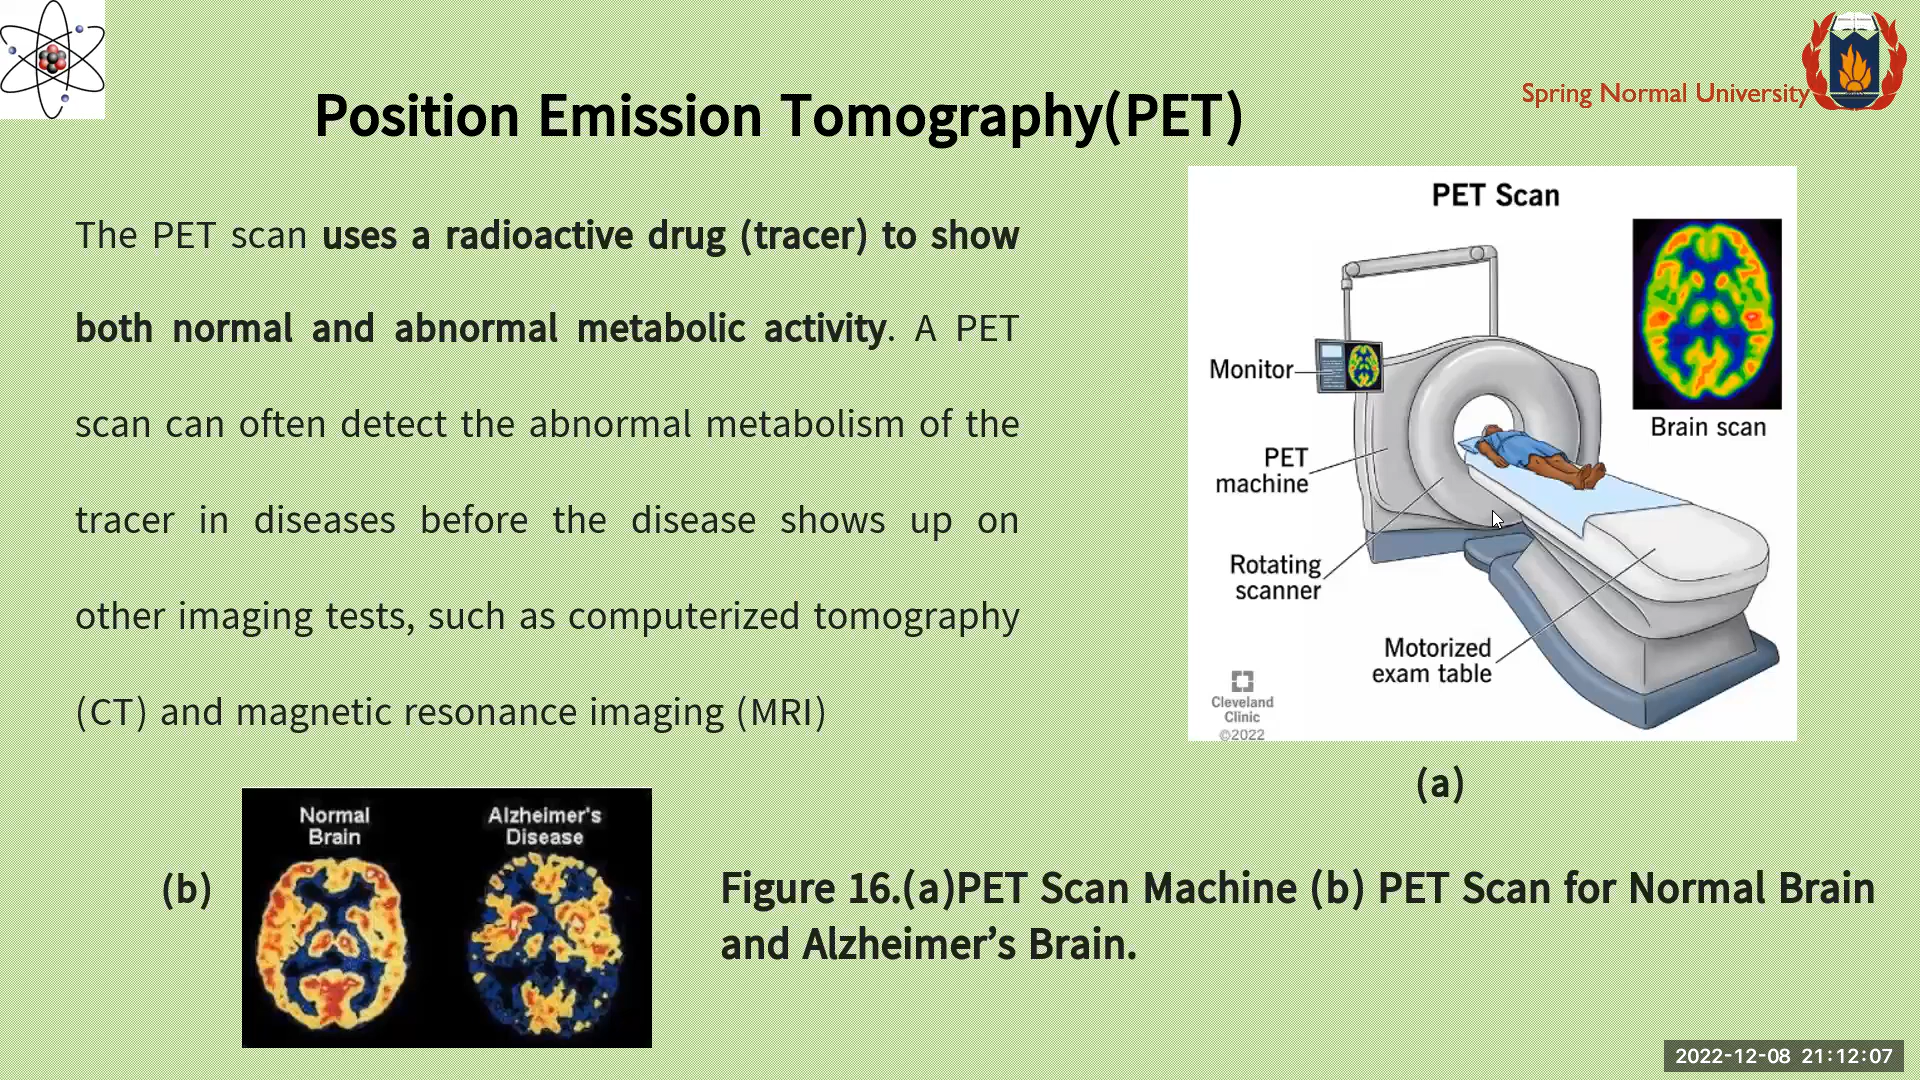 Spring Normal University
Position Emission Tomography(PET)
The PET scan uses a radioactive drug (tracer) to show
both normal and abnormal metabolic activity. A PET
scan can often detect the abnormal metabolism of the
tracer in diseases before the disease shows up on
other imaging tests, such as computerized tomography
(CT) and magnetic resonance imaging (MRI)
PET Scan
Brain scan
Monitor
PET
machine
Rotating
scanner
Motorized
exam table
Cleveland
Clinic
©2022
(a)
(b)
Normal
Brain
Alzheimer's
Disease
Figure 16.(a)PET Scan Machine (b) PET Scan for Normal Brain
and Alzheimer’s Brain.
2022-12-08 21:12:07